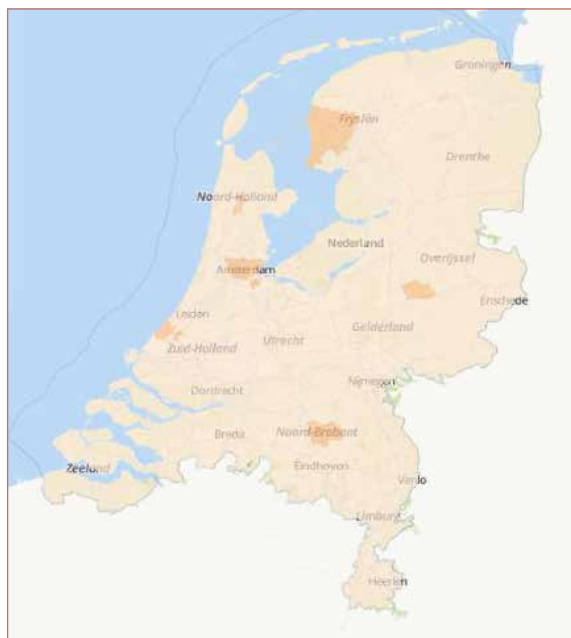 Groningen
Fryslân
Drenthe
Noord-Holland
Nederland
Overijssel
Amsterdam
Enschede
Leiden
Gelderland
Utrecht
Zuid-Holland
Nijmegen
Dordrecht
Breda
Noord-Brabant
Zeeland
Eindhoven
Venlo
Limburg
Heerlen